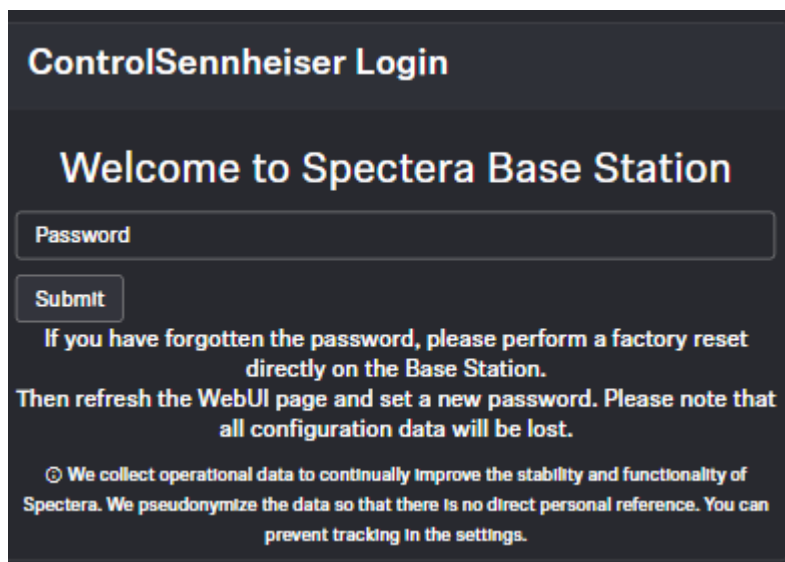 ControlSennheiser Login
Welcome to Spectera Base Station
Password
Submit
If you have forgotten the password, please perform a factory reset
directly on the Base Station.
Then refresh the WebUI page and set a new password. Please note that
all configuration data will be lost.
ⓘ We collect operational data to continually improve the stability and functionality of
Spectera. We pseudonymize the data so that there is no direct personal reference. You can
prevent tracking in the settings.